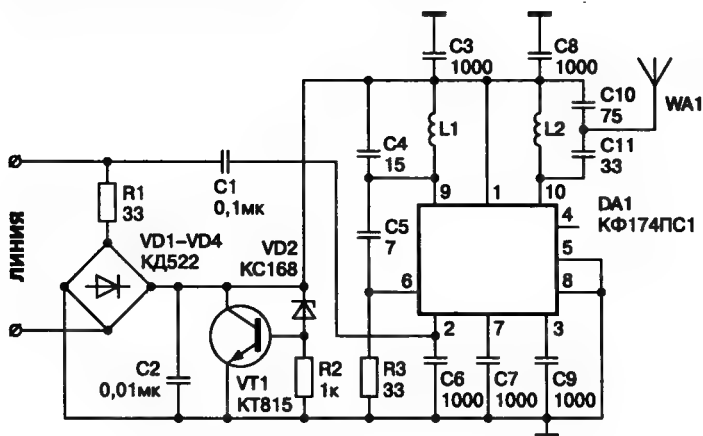 C3
1000
C8
1000
C10
75
WA1
L1
L2
C4
15
C11
33
C1
0,1мк
9
1
10
DA1
КФ174ПС1
4
R1
33
C5
7
5
VD1–VD4
КД522
VD2
КС168
6
8
ЛИНИЯ
2
7
3
C2
0,01мк
VT1
КТ815
R2
1к
R3
33
C6
1000
C7
1000
C9
1000